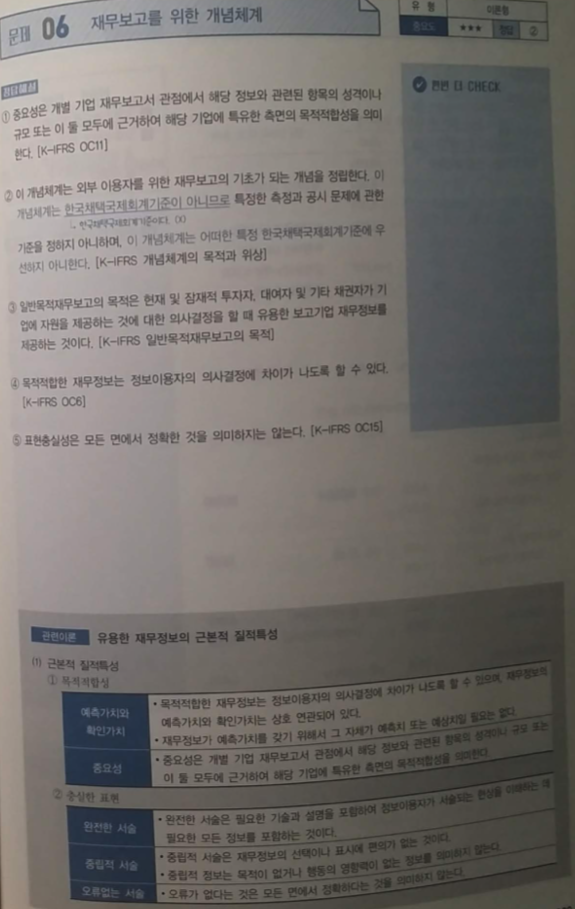 문제 06 재무보고를 위한 개념체계
유 형 이론형
중요도 ★★★ 정답 ②
정답해설
한번 더 CHECK
① 중요성은 개별 기업 재무보고서 관점에서 해당 정보와 관련된 항목의 성격이나
규모 또는 이 둘 모두에 근거하여 해당 기업에 특유한 측면의 목적적합성을 의미
한다. [K-IFRS OC11]
② 이 개념체계는 외부 이용자를 위한 재무보고의 기초가 되는 개념을 정립한다. 이
개념체계는 한국채택국제회계기준이 아니므로 특정한 측정과 공시 문제에 관한
한국채택국제회계기준이다. (X)
기준을 정하지 아니하며, 이 개념체계는 어떠한 특정 한국채택국제회계기준에 우
선하지 아니한다. [K-IFRS 개념체계의 목적과 위상]
③ 일반목적재무보고의 목적은 현재 및 잠재적 투자자, 대여자 및 기타 채권자가 기
업에 자원을 제공하는 것에 대한 의사결정을 할 때 유용한 보고기업 재무정보를
제공하는 것이다. [K-IFRS 일반목적재무보고의 목적]
④ 목적적합한 재무정보는 정보이용자의 의사결정에 차이가 나도록 할 수 있다.
[K-IFRS OC6]
⑤ 표현충실성은 모든 면에서 정확한 것을 의미하지는 않는다. [K-IFRS OC15]
관련이론 유용한 재무정보의 근본적 질적특성
(1) 근본적 질적특성
① 목적적합성
예측가치와
확인가치
• 목적적합한 재무정보는 정보이용자의 의사결정에 차이가 나도록 할 수 있으며, 재무정보의
예측가치와 확인가치는 상호 연관되어 있다.
• 재무정보가 예측가치를 갖기 위해서 그 자체가 예측치 또는 예상치일 필요는 없다.
중요성
• 중요성은 개별 기업 재무보고서 관점에서 해당 정보와 관련된 항목의 성격이나 규모 또는
이 둘 모두에 근거하여 해당 기업에 특유한 측면의 목적적합성을 의미한다.
② 충실한 표현
완전한 서술
• 완전한 서술은 필요한 기술과 설명을 포함하여 정보이용자가 서술되는 현상을 이해하는 데
필요한 모든 정보를 포함하는 것이다.
중립적 서술
• 중립적 서술은 재무정보의 선택이나 표시에 편의가 없는 것이다.
• 중립적 정보는 목적이 없거나 행동의 영향력이 없는 정보를 의미하지 않는다.
오류없는 서술
• 오류가 없다는 것은 모든 면에서 정확하다는 것을 의미하지 않는다.